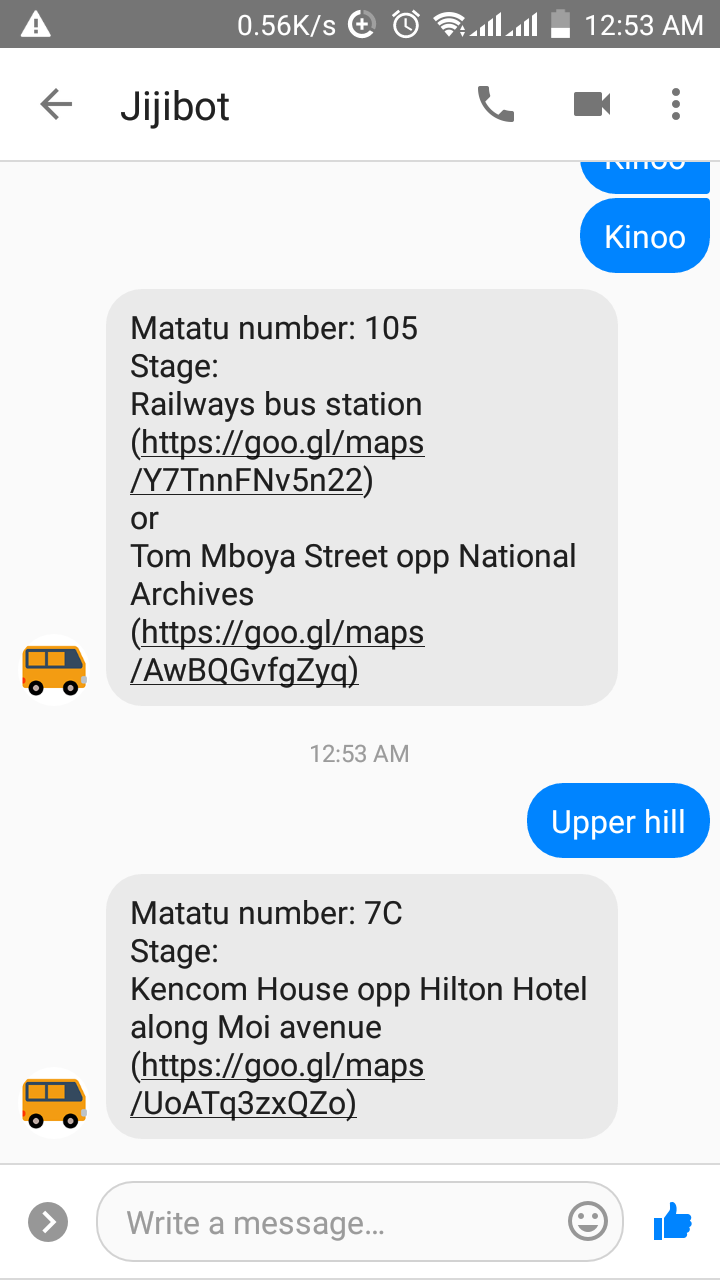 0.56K/s 12:53 AM
Jijibot
Kinoo
Kinoo
Matatu number: 105
Stage:
Railways bus station
(https://goo.gl/maps
/Y7TnnFNv5n22)
or
Tom Mboya Street opp National
Archives
(https://goo.gl/maps
/AwBQGvfgZyq)
12:53 AM
Upper hill
Matatu number: 7C
Stage:
Kencom House opp Hilton Hotel
along Moi avenue
(https://goo.gl/maps
/UoATq3zxQZo)
Write a message...